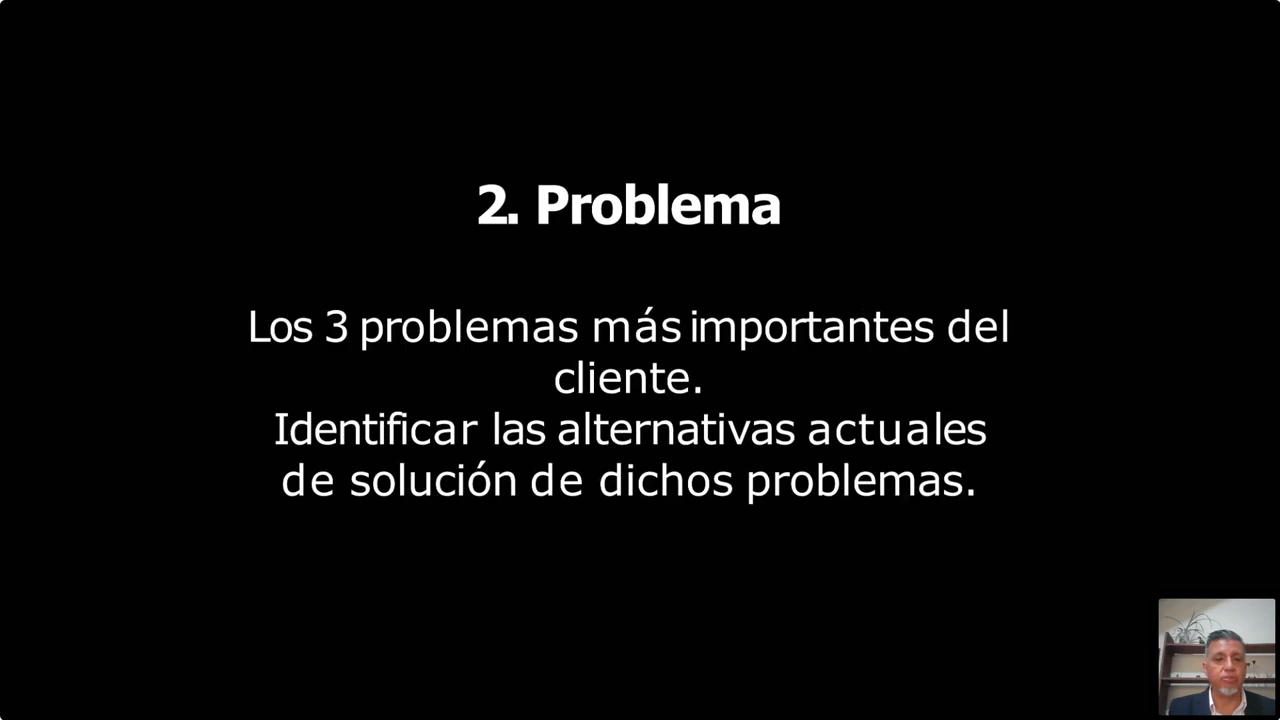 2. Problema
Los 3 problemas más importantes del
cliente.
Identificar las alternativas actuales
de solución de dichos problemas.